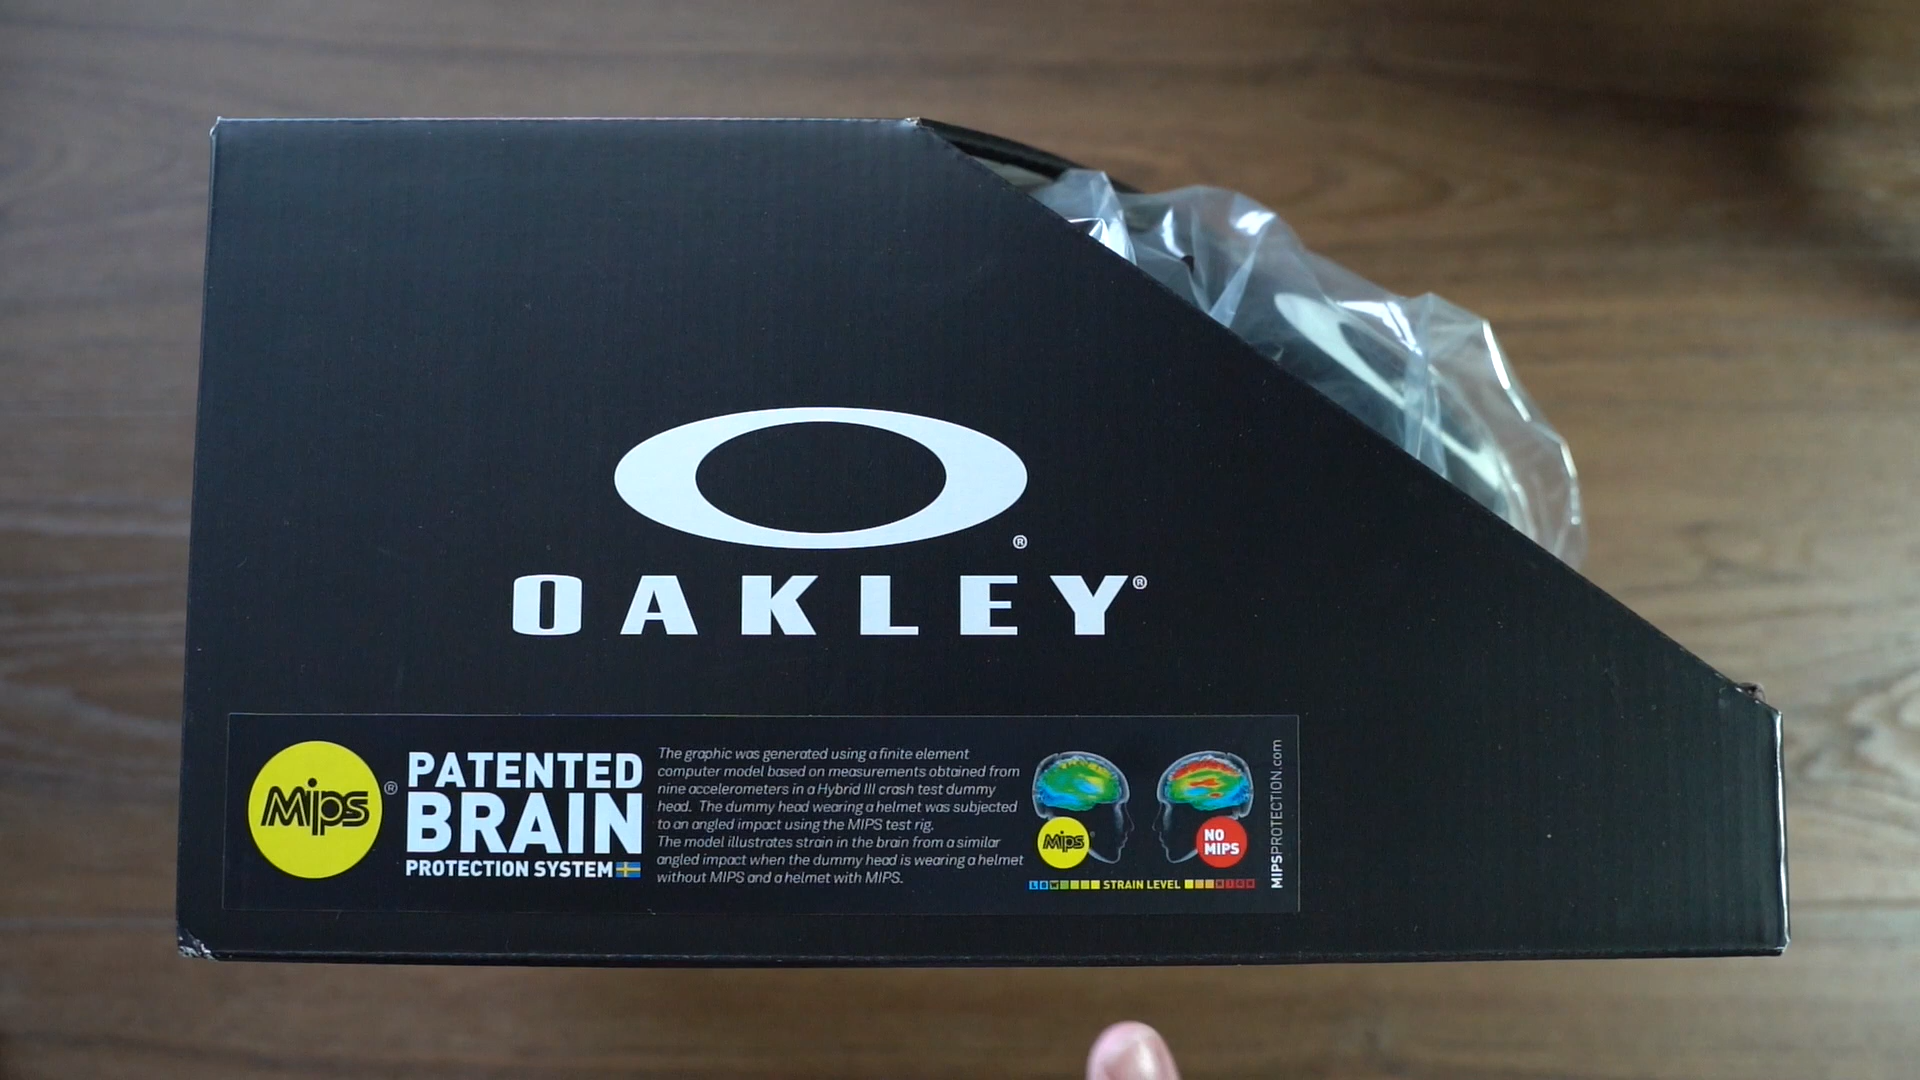 ®
OAKLEY®
Mips®
PATENTED
BRAIN
PROTECTION SYSTEM
The graphic was generated using a finite element
computer model based on measurements obtained from
nine accelerometers in a Hybrid III crash test dummy
head. The dummy head wearing a helmet was subjected
to an angled impact using the MIPS test rig.
The model illustrates strain in the brain from a similar
angled impact when the dummy head is wearing a helmet
without MIPS and a helmet with MIPS.
Mips
NO
MIPS
LOW STRAIN LEVEL HIGH
MIPSPROTECTION.com